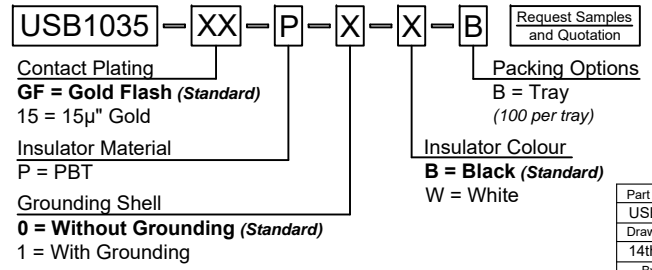 USB1035 - XX - P - X - X - B
Request Samples
and Quotation
Contact Plating
GF = Gold Flash (Standard)
15 = 15µ" Gold
Insulator Material
P = PBT
Grounding Shell
0 = Without Grounding (Standard)
1 = With Grounding
Packing Options
B = Tray
(100 per tray)
Insulator Colour
B = Black (Standard)
W = White
Part
Draw
14th